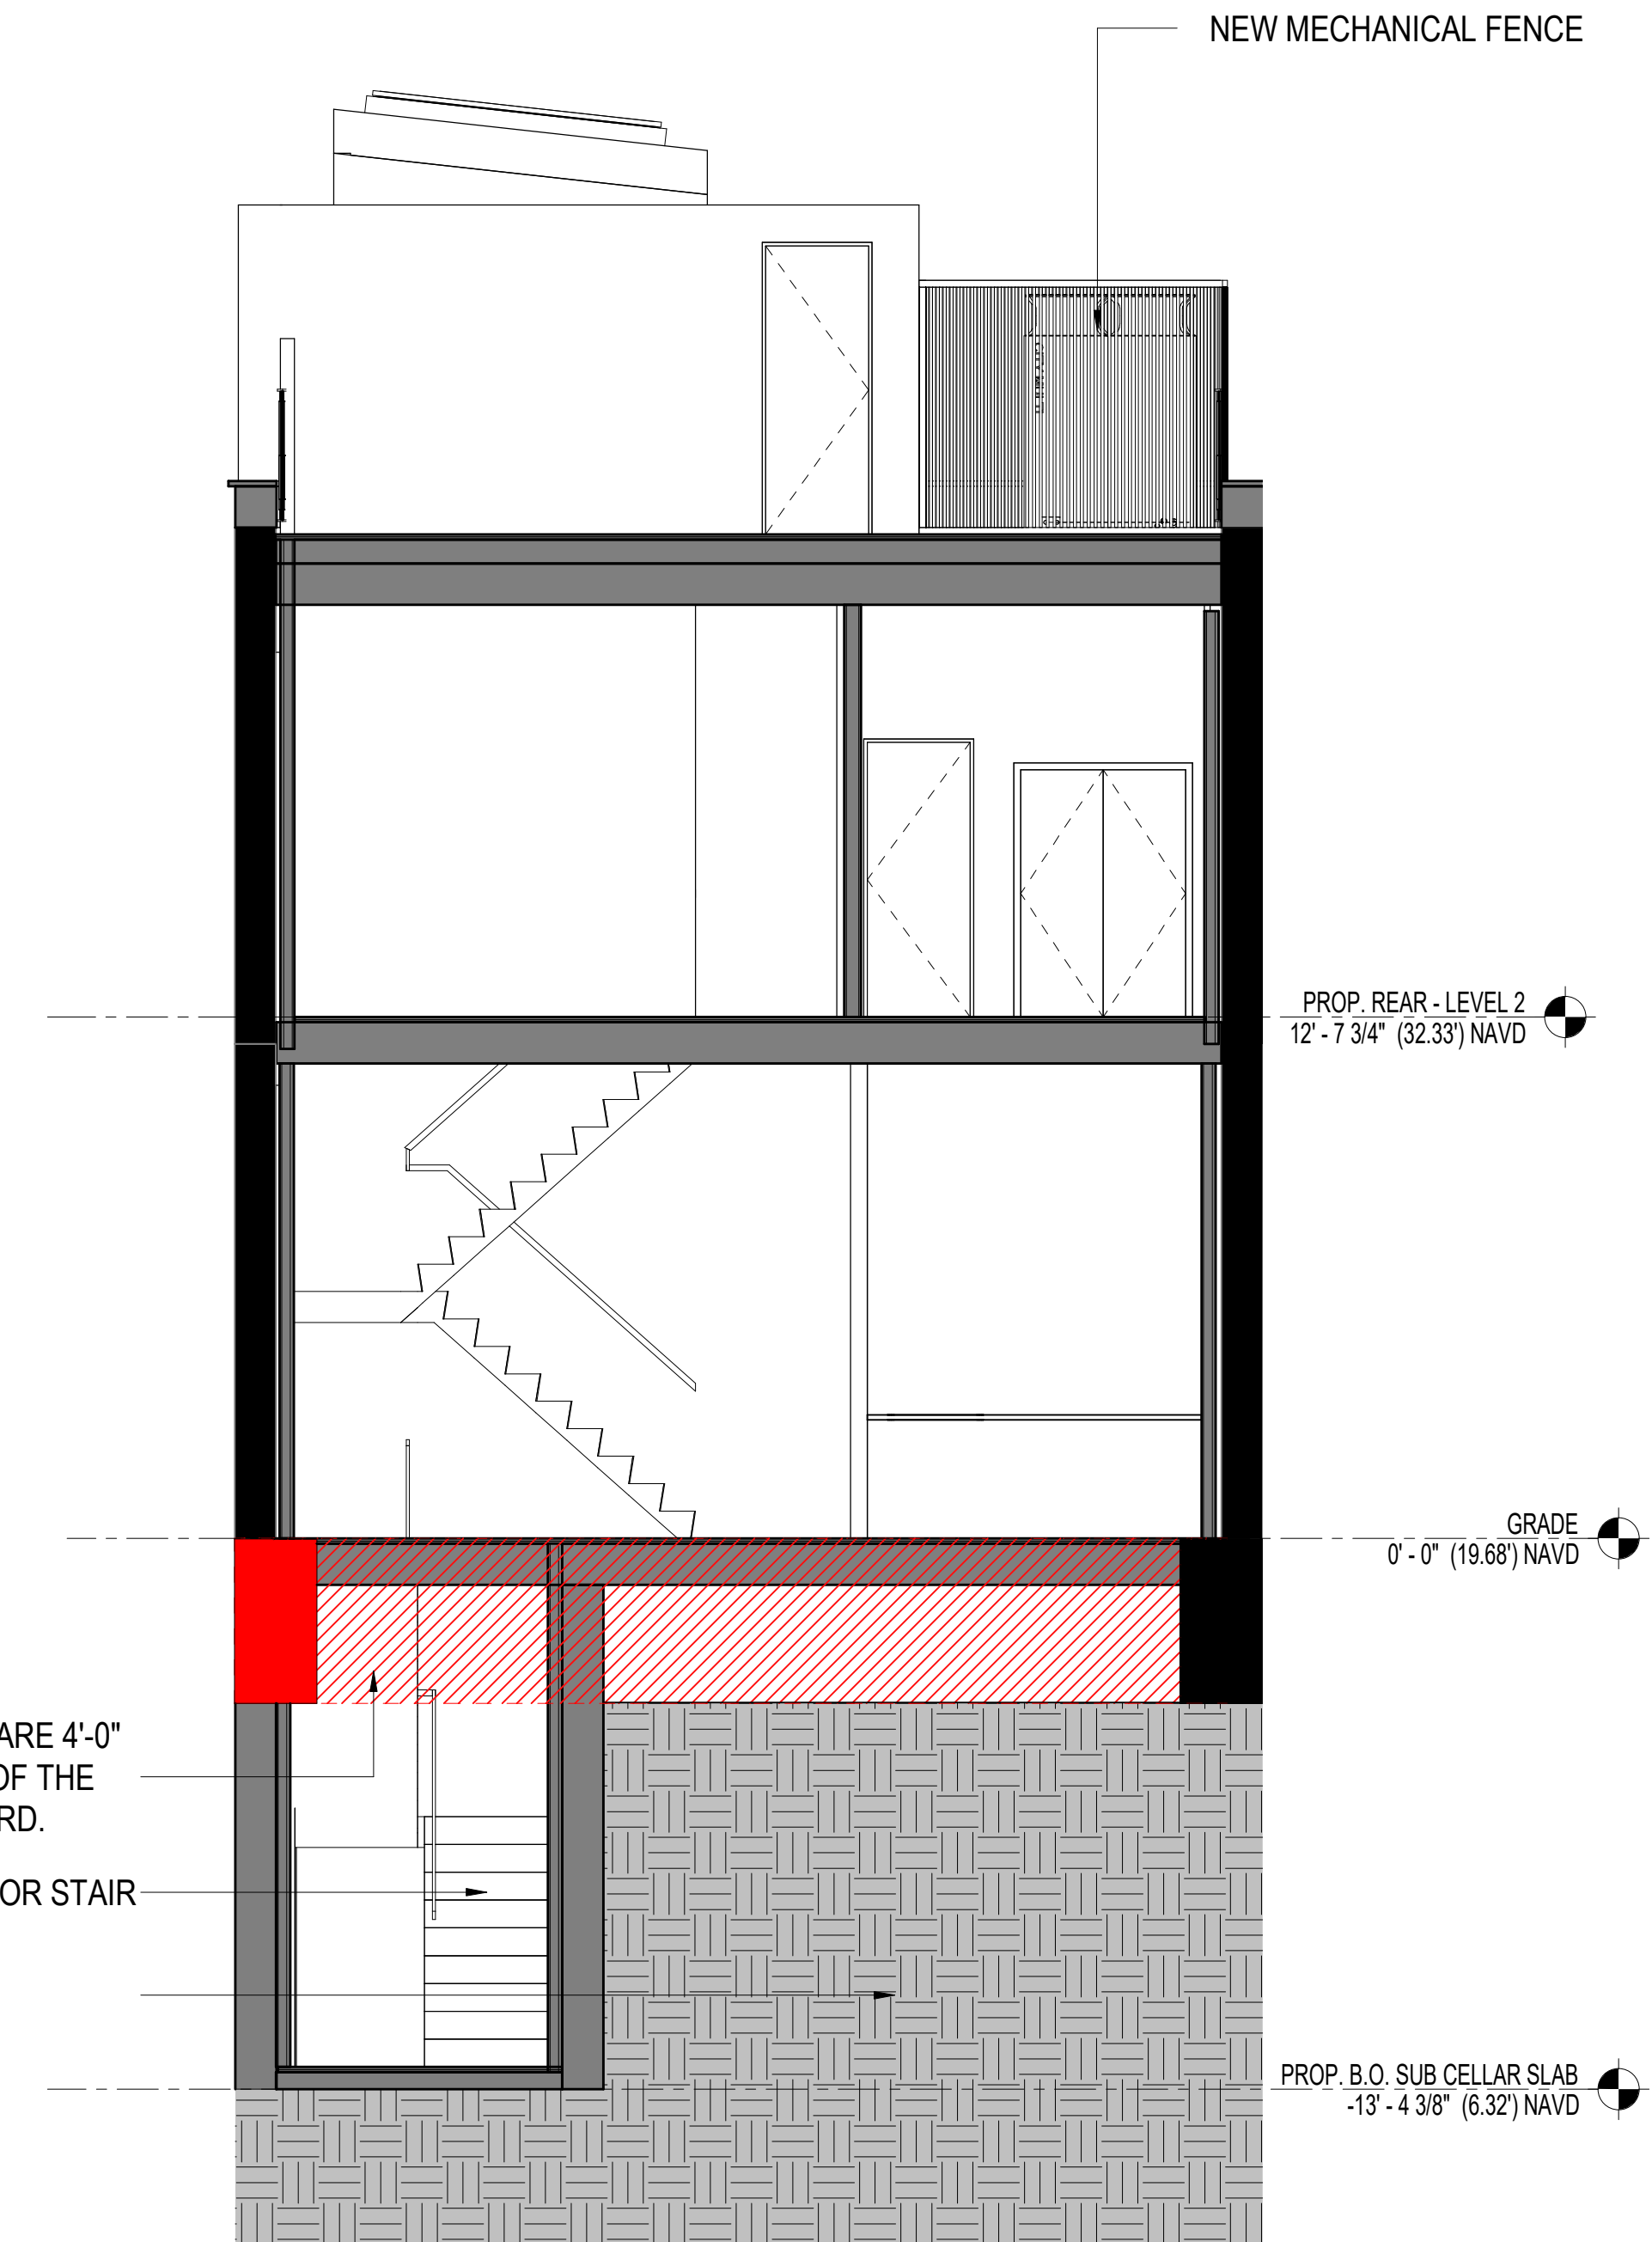 NEW MECHANICAL FENCE
PROP. REAR - LEVEL 2
12' - 7 3/4" (32.33') NAVD
GRADE
0' - 0" (19.68') NAVD
ARE 4'-0"
OF THE
RD.
OR STAIR
PROP. B.O. SUB CELLAR SLAB
-13' - 4 3/8" (6.32') NAVD